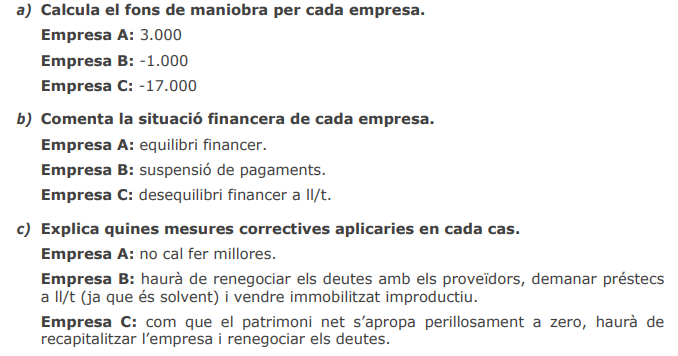 a) Calcula el fons de maniobra per cada empresa.
Empresa A: 3.000
Empresa B: -1.000
Empresa C: -17.000
b) Comenta la situació financera de cada empresa.
Empresa A: equilibri financer.
Empresa B: suspensió de pagaments.
Empresa C: desequilibri financer a ll/t.
c) Explica quines mesures correctives aplicaries en cada cas.
Empresa A: no cal fer millores.
Empresa B: haurà de renegociar els deutes amb els proveïdors, demanar préstecs
a ll/t (ja que és solvent) i vendre immobilitzat improductiu.
Empresa C: com que el patrimoni net s’apropa perillosament a zero, haurà de
recapitalitzar l’empresa i renegociar els deutes.